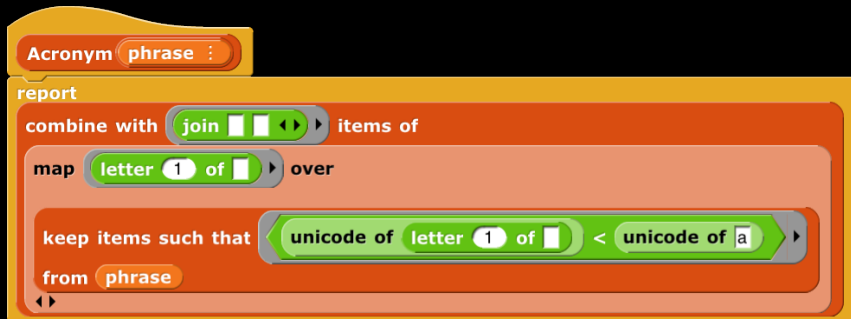 Acronym phrase ⋮
report
combine with join items of
map letter 1 of over
keep items such that unicode of letter 1 of < unicode of a
from phrase